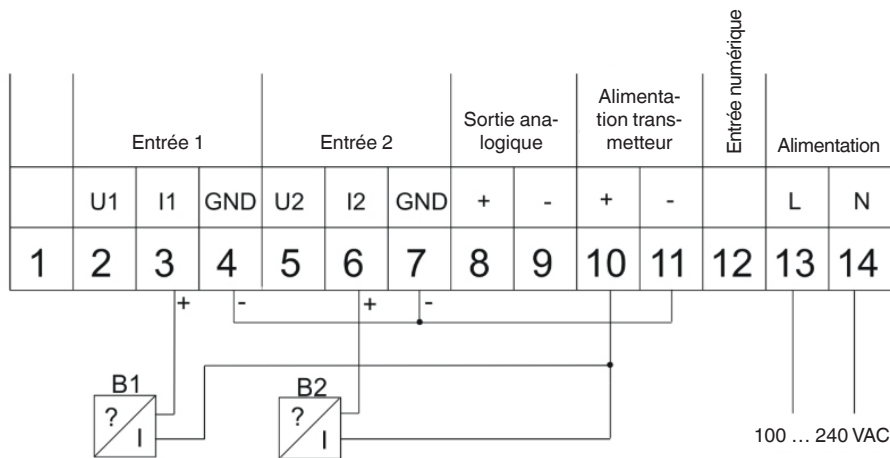 Entrée 1
Entrée 2
Sortie ana-
logique
Alimenta-
tion trans-
metteur
Entrée numérique
Alimentation
U1 I1 GND U2 I2 GND + - + - L N
1 2 3 4 5 6 7 8 9 10 11 12 13 14
+ - + -
B1 B2
? I ? I
100 ... 240 VAC